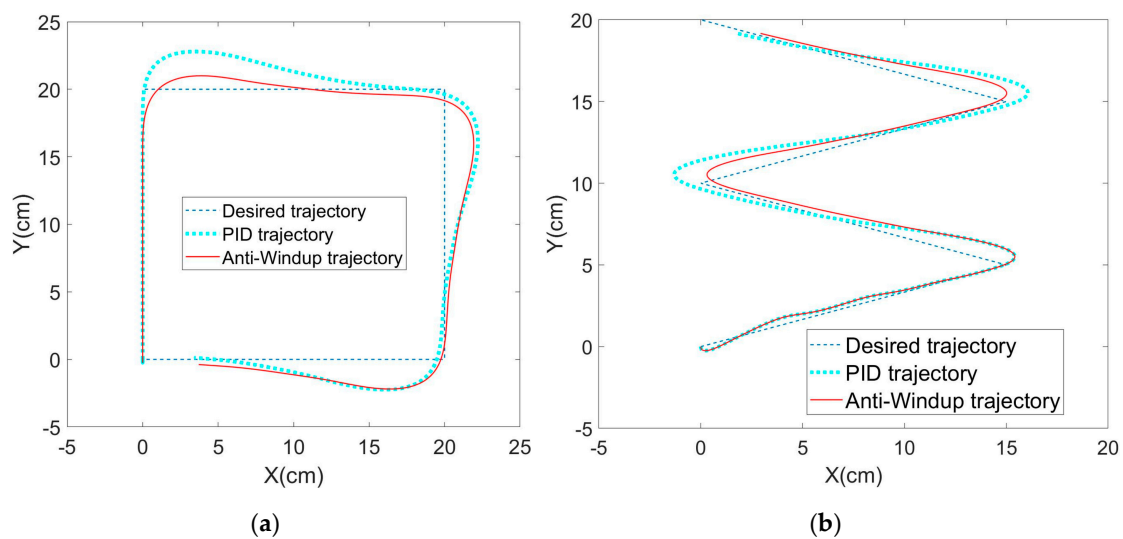 25
20
15
10
5
0
-5
Y(cm)
-5 0 5 10 15 20 25
X(cm)
Desired trajectory
PID trajectory
Anti-Windup trajectory
(a)
20
15
10
5
0
-5
Y(cm)
-5 0 5 10 15 20
X(cm)
Desired trajectory
PID trajectory
Anti-Windup trajectory
(b)